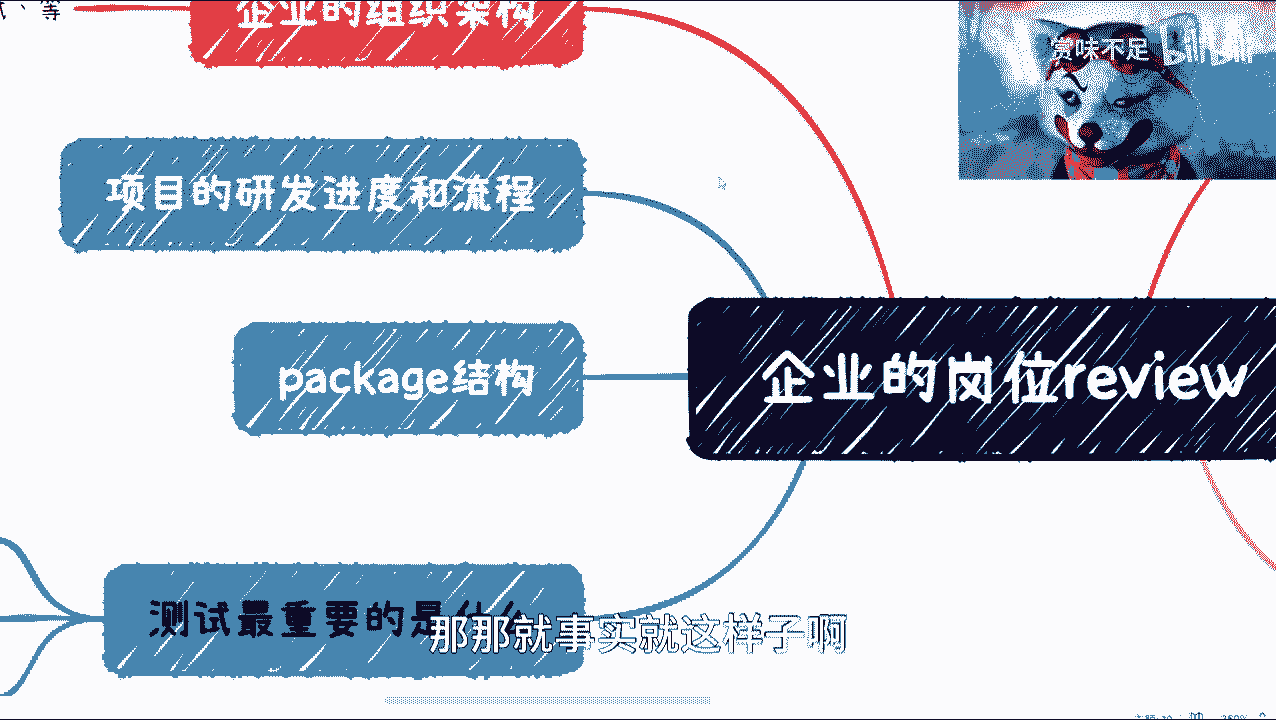 等
企业的组织架构
赏味不足
bilibili
项目的研发进度和流程
package结构
企业的岗位review
测试最重要的是什么
那那就事实就这样子啊